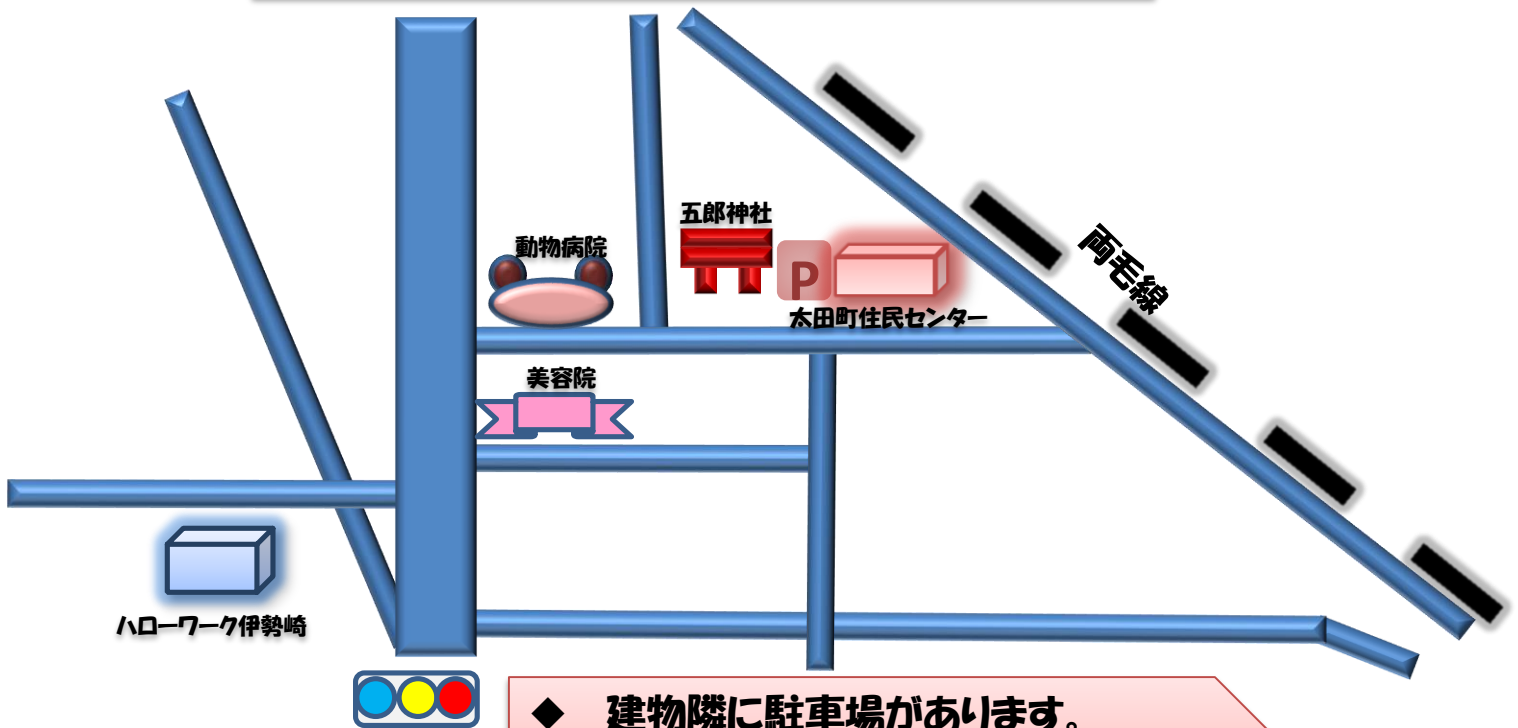 五郎神社
動物病院
P
両毛線
太田町住民センター
美容院
ハローワーク伊勢崎
◆ 建物隣に駐車場があります。